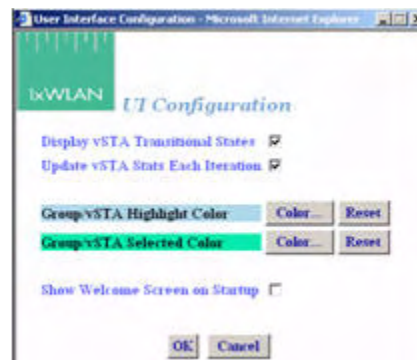 User Interface Configuration - Microsoft Internet Explorer
IxWLAN
UI Configuration
Display vSTA Transitional States
Update vSTA Stats Each Iteration
Group/vSTA Highlight Color Color... Reset
Group/vSTA Selected Color Color... Reset
Show Welcome Screen on Startup
OK Cancel